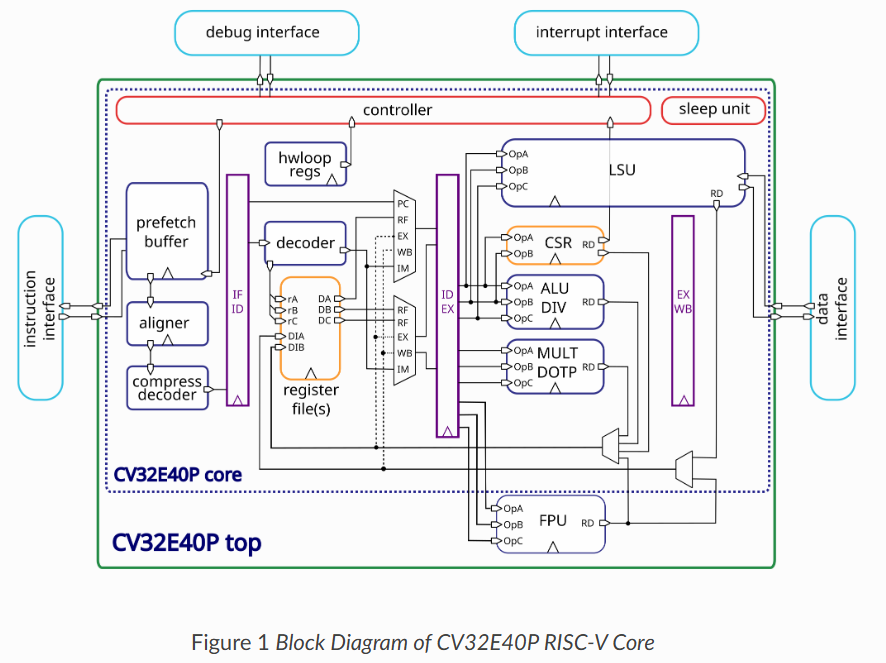 debug interface
interrupt interface
controller
sleep unit
hwloop
regs
LSU
OpA
OpB
OpC
RD
prefetch
buffer
decoder
PC
RF
EX
WB
IM
CSR
OpA
OpB
RD
instruction
interface
IF
ID
ID
EX
EX
WB
data
interface
aligner
rA
rB
rC
DIA
DIB
DA
DB
DC
RF
RF
EX
WB
IM
ALU
DIV
OpA
OpB
OpC
RD
MULT
DOTP
OpA
OpB
OpC
RD
compress
decoder
register
file(s)
CV32E40P core
CV32E40P top
FPU
OpA
OpB
OpC
RD
Figure 1 Block Diagram of CV32E40P RISC-V Core